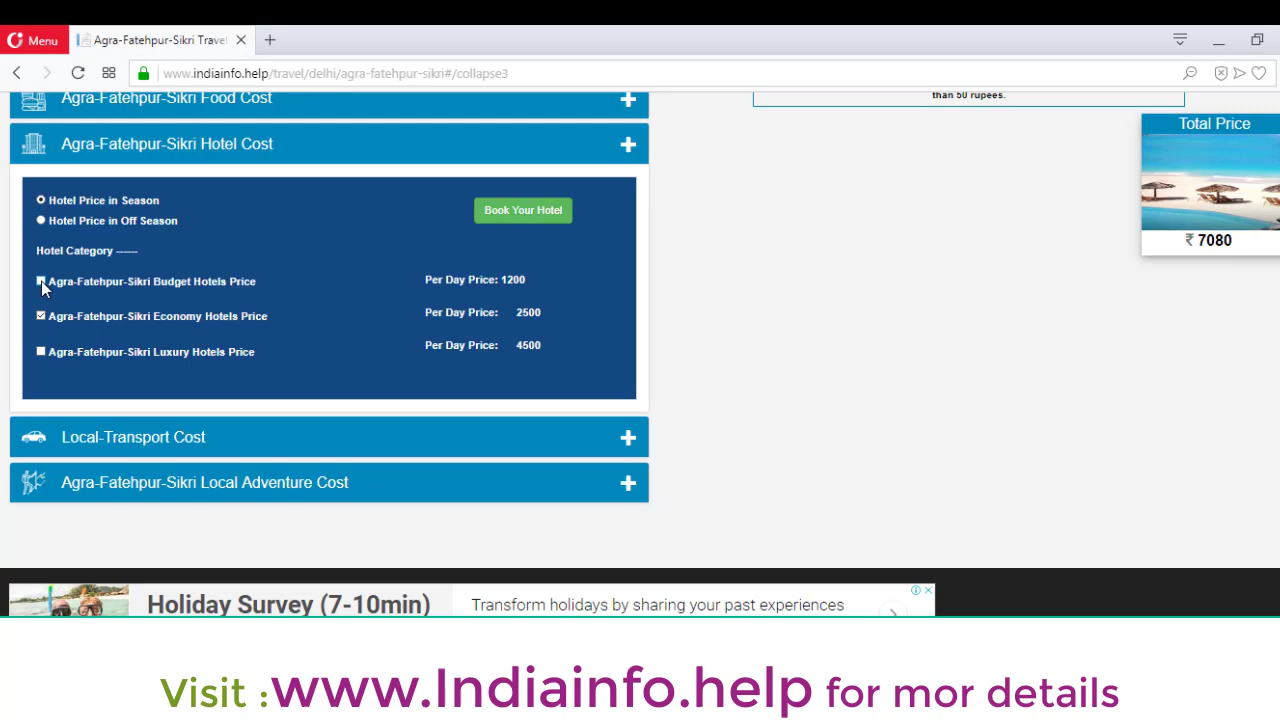 Menu
Agra-Fatehpur-Sikri Travel
www.indiainfo.help/travel/delhi/agra-fatehpur-sikri#/collapse3
Agra-Fatehpur-Sikri Food Cost
than 50 rupees.
Agra-Fatehpur-Sikri Hotel Cost
Total Price
₹ 7080
Hotel Price in Season
Hotel Price in Off Season
Book Your Hotel
Hotel Category ------
Agra-Fatehpur-Sikri Budget Hotels Price
Per Day Price: 1200
Agra-Fatehpur-Sikri Economy Hotels Price
Per Day Price: 2500
Agra-Fatehpur-Sikri Luxury Hotels Price
Per Day Price: 4500
Local-Transport Cost
Agra-Fatehpur-Sikri Local Adventure Cost
Holiday Survey (7-10min)
Transform holidays by sharing your past experiences
Visit :www.Indiainfo.help for mor details